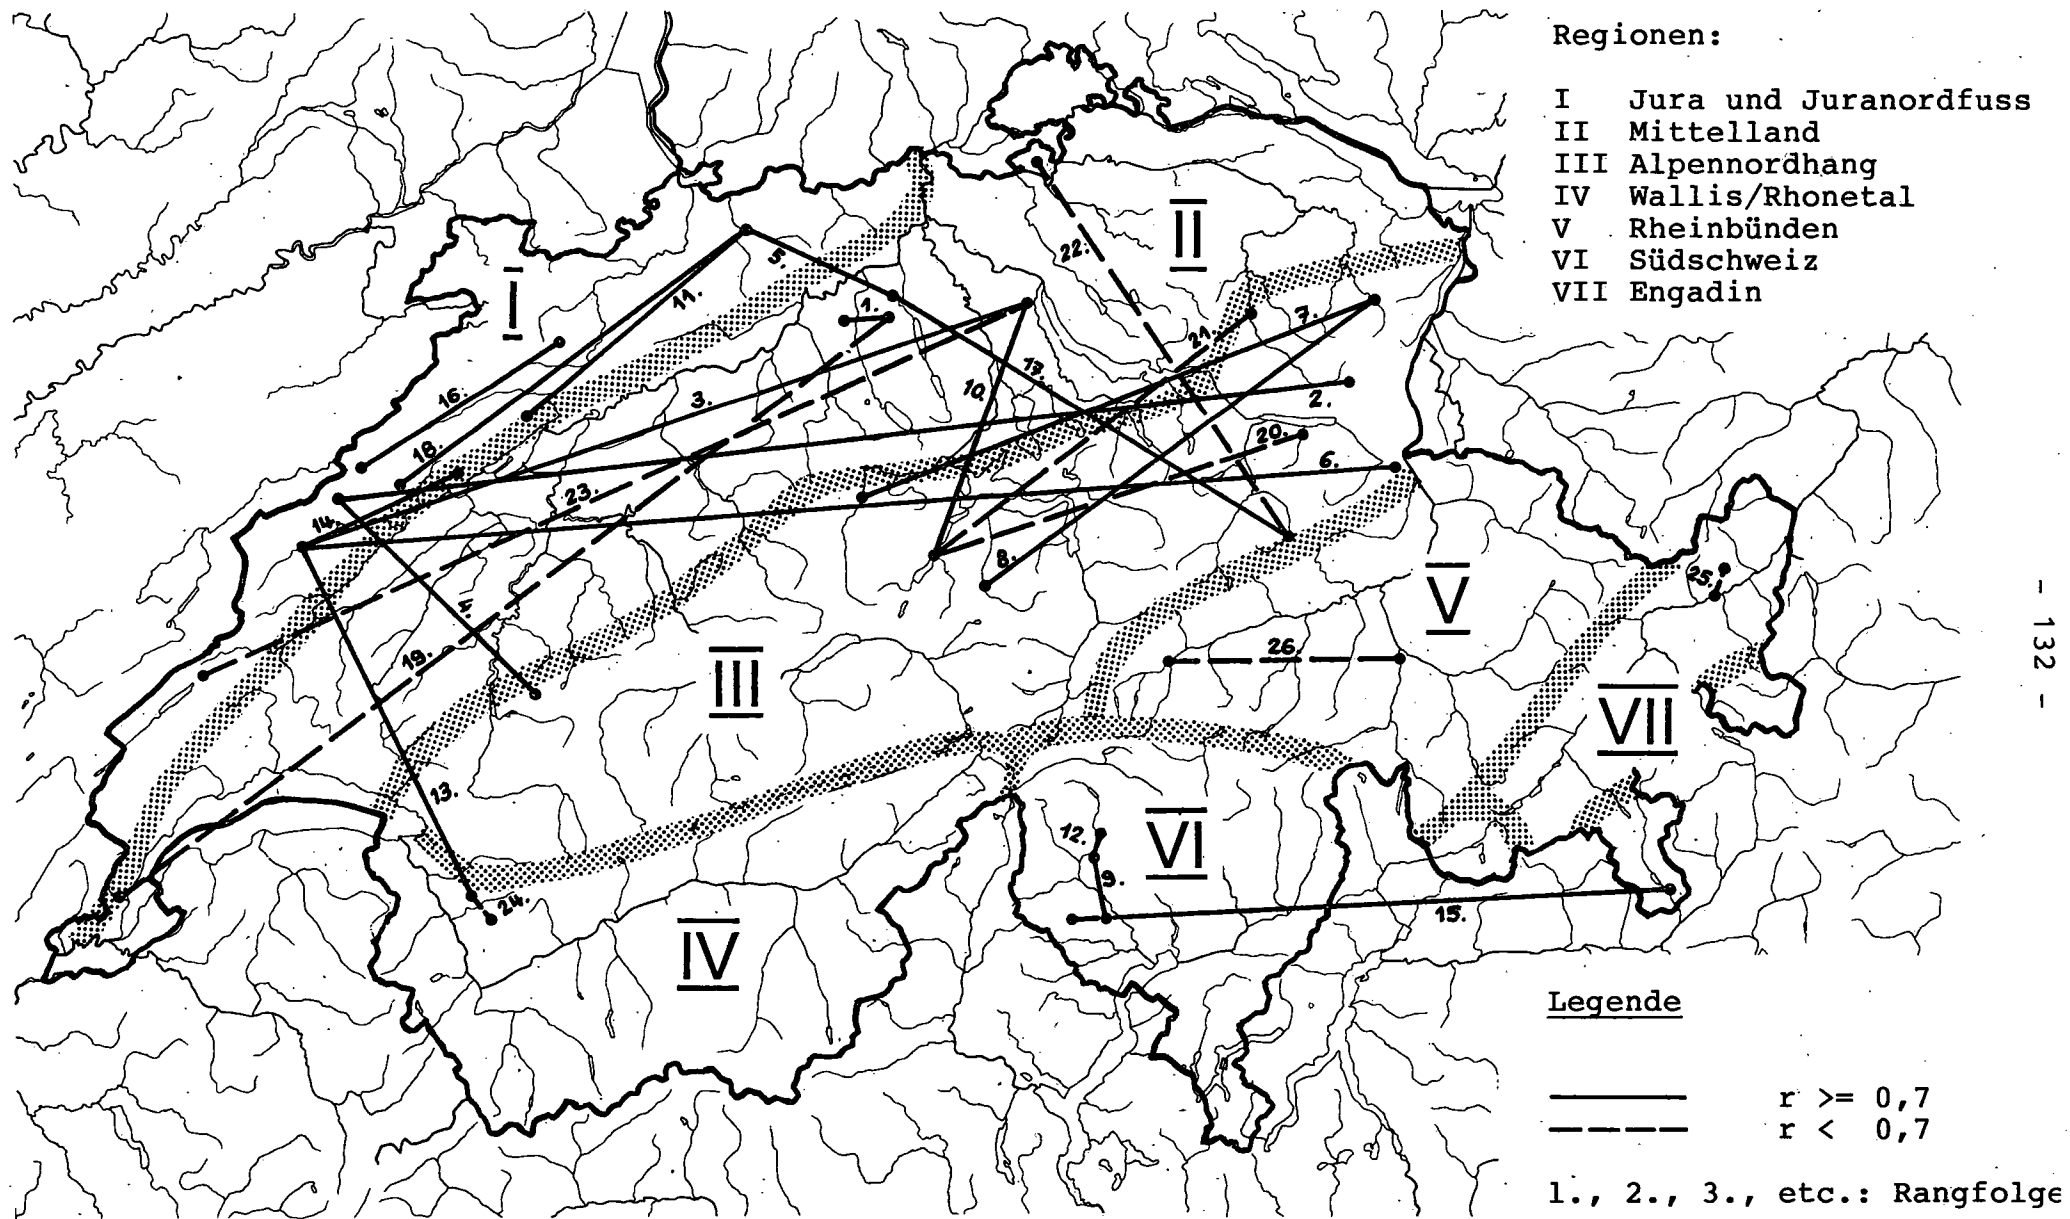 Regionen:
I Jura und Juranordfuss
II Mittelland
III Alpennordhang
IV Wallis/Rhonetal
V Rheinbünden
VI Südschweiz
VII Engadin
I
II
III
IV
V
VI
VII
5.
11.
1.
22.
21.
7.
16.
3.
10.
17.
2.
18.
20.
6.
14.
23.
8.
4.
25.
19.
26.
13.
12.
9.
24.
15.
- 132 -
Legende
r >= 0,7
r < 0,7
1., 2., 3., etc.: Rangfolge